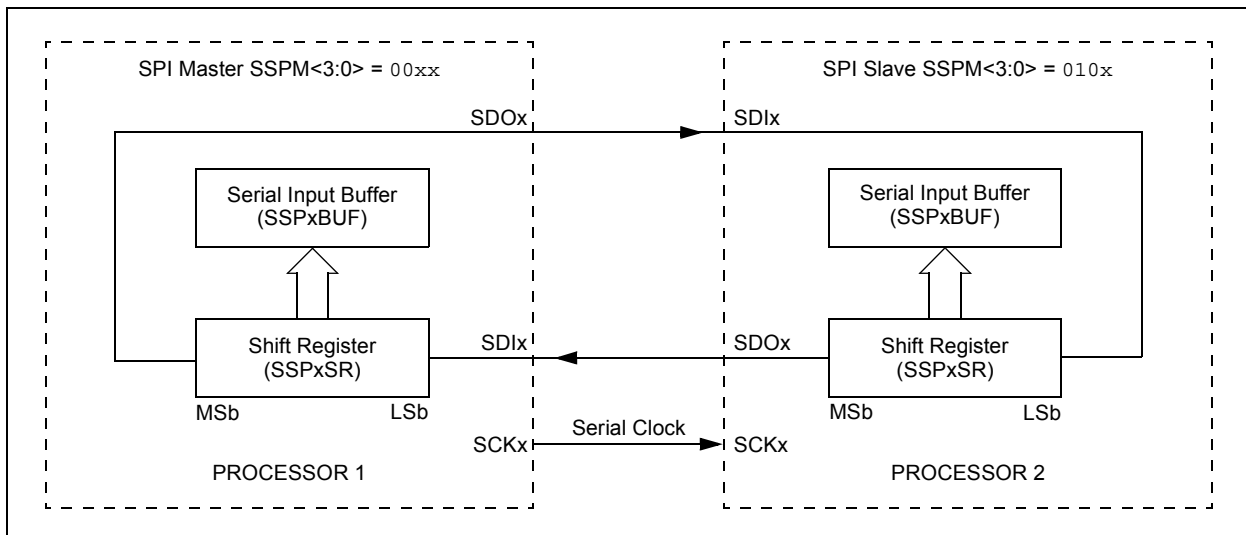 SPI Master SSPM<3:0> = 00xx
SPI Slave SSPM<3:0> = 010x
SDOx
SDIx
Serial Input Buffer
(SSPxBUF)
Serial Input Buffer
(SSPxBUF)
Shift Register
(SSPxSR)
SDIx
SDOx
Shift Register
(SSPxSR)
MSb
LSb
MSb
LSb
Serial Clock
SCKx
SCKx
PROCESSOR 1
PROCESSOR 2